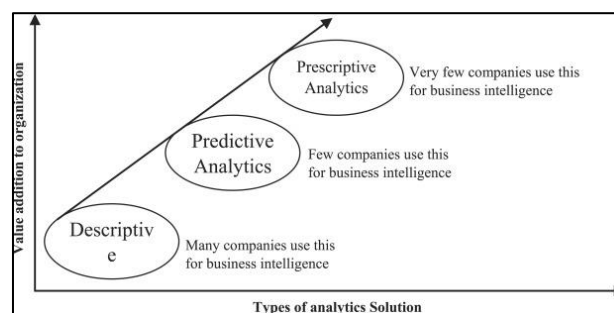 Prescriptive
Analytics
Very few companies use this
for business intelligence
Predictive
Analytics
Few companies use this
for business intelligence
Descriptiv
e
Many companies use this
for business intelligence
Value addition to organization
Types of analytics Solution